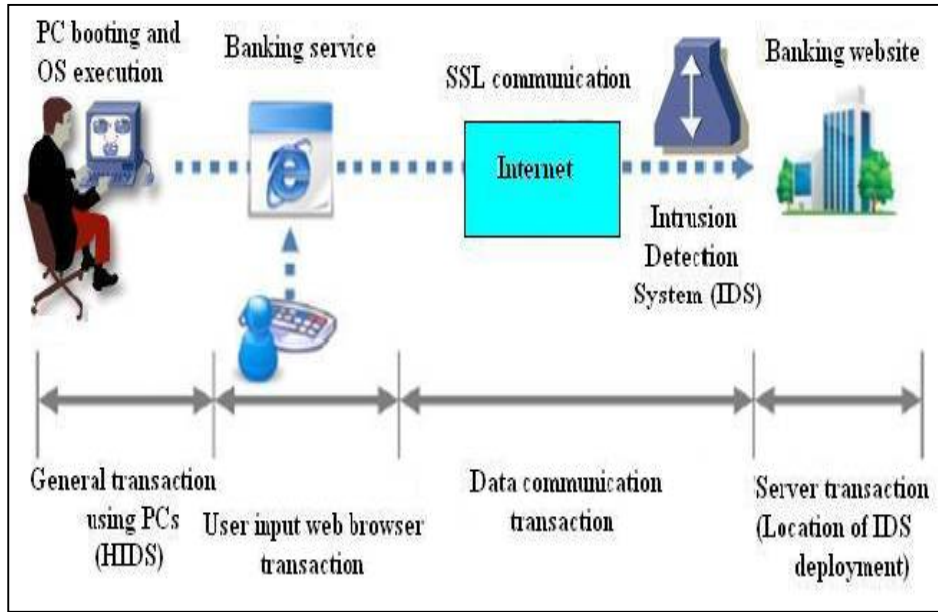 PC booting and
OS execution
Banking service
SSL communication
Banking website
Internet
Intrusion
Detection
System (IDS)
General transaction
using PCs
(HIDS)
User input web browser
transaction
Data communication
transaction
Server transaction
(Location of IDS
deployment)